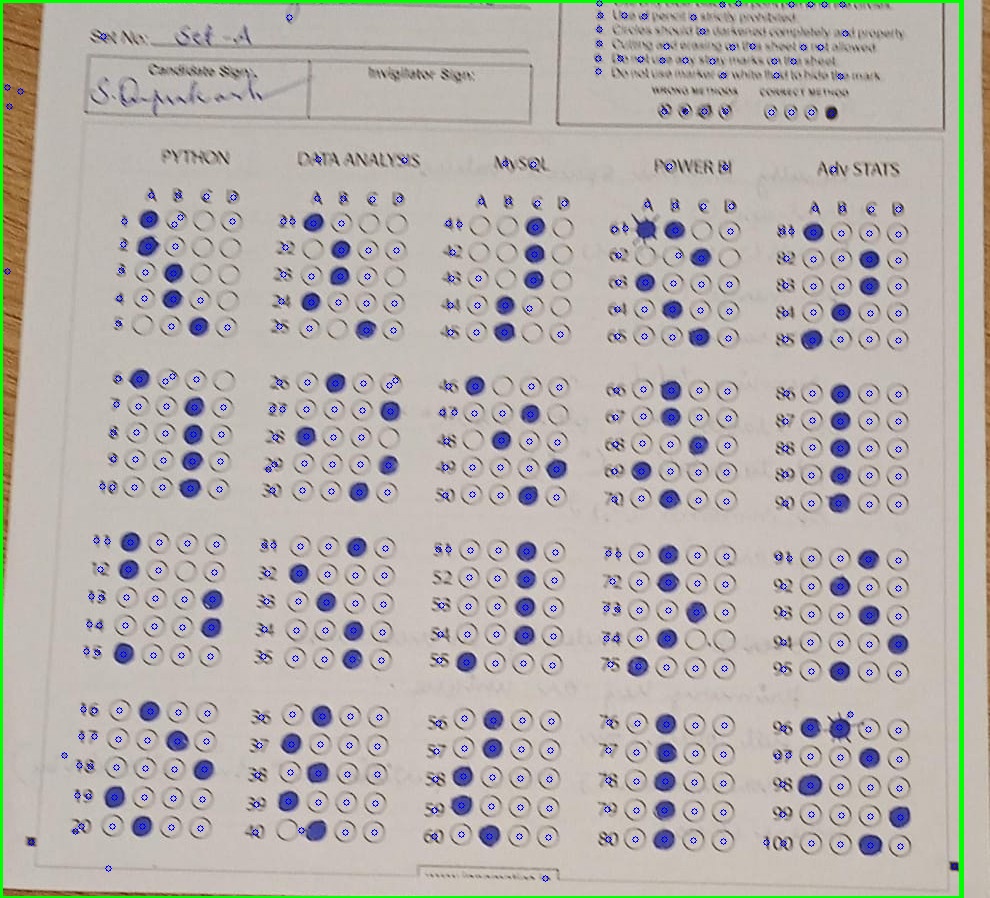 Set No: Set-A
Use of pencil is strictly prohibited.
Circles should be darkened completely and properly.
Cutting and erasing on this sheet is not allowed.
Do not use any stray marks on the sheet.
Do not use marker or white fluid to hide the mark.
WRONG METHODS CORRECT METHOD
Candidate Sign: Invigilator Sign:
PYTHON DATA ANALYSIS MySQL POWER BI Adv STATS
A B C D A B C D A B C D A B C D A B C D
1 21 41 61 81
2 22 42 62 82
3 23 43 63 83
4 24 44 64 84
5 25 45 65 85
6 26 46 66 86
7 27 47 67 87
8 28 48 68 88
9 29 49 69 89
10 30 50 70 90
11 31 51 71 91
12 32 52 72 92
13 33 53 73 93
14 34 54 74 94
15 35 55 75 95
16 36 56 76 96
17 37 57 77 97
18 38 58 78 98
19 39 59 79 99
20 40 60 80 100